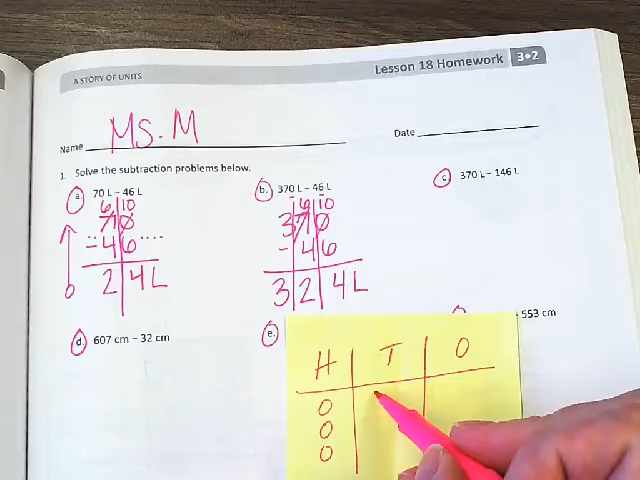 A STORY OF UNITS
Lesson 18 Homework 3•2
Name MS. M Date
1. Solve the subtraction problems below.
a. 70 L – 46 L
b. 370 L – 46 L
c. 370 L – 146 L
6 10
6 10
7 0
3 7 0
- 4 6
- 4 6
2 4 L
3 2 4 L
d. 607 cm – 32 cm
e.
553 cm
H T O
0
0
0